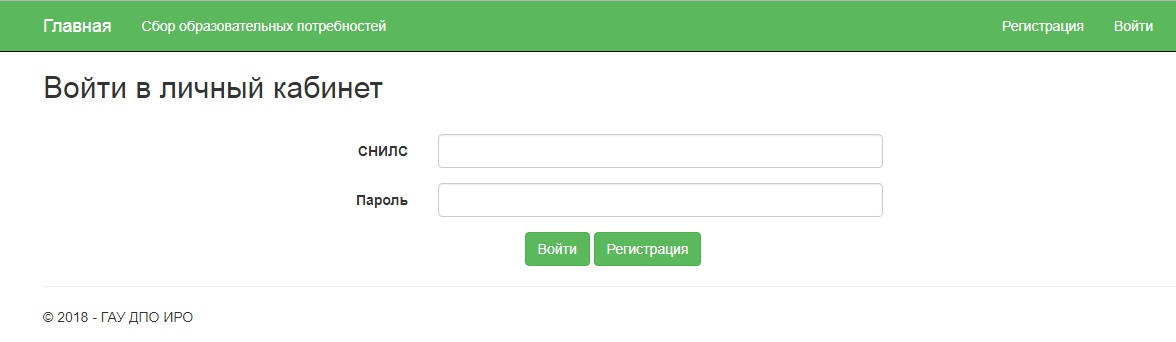 Главная Сбор образовательных потребностей Регистрация Войти
Войти в личный кабинет
СНИЛС
Пароль
Войти Регистрация
© 2018 - ГАУ ДПО ИРО